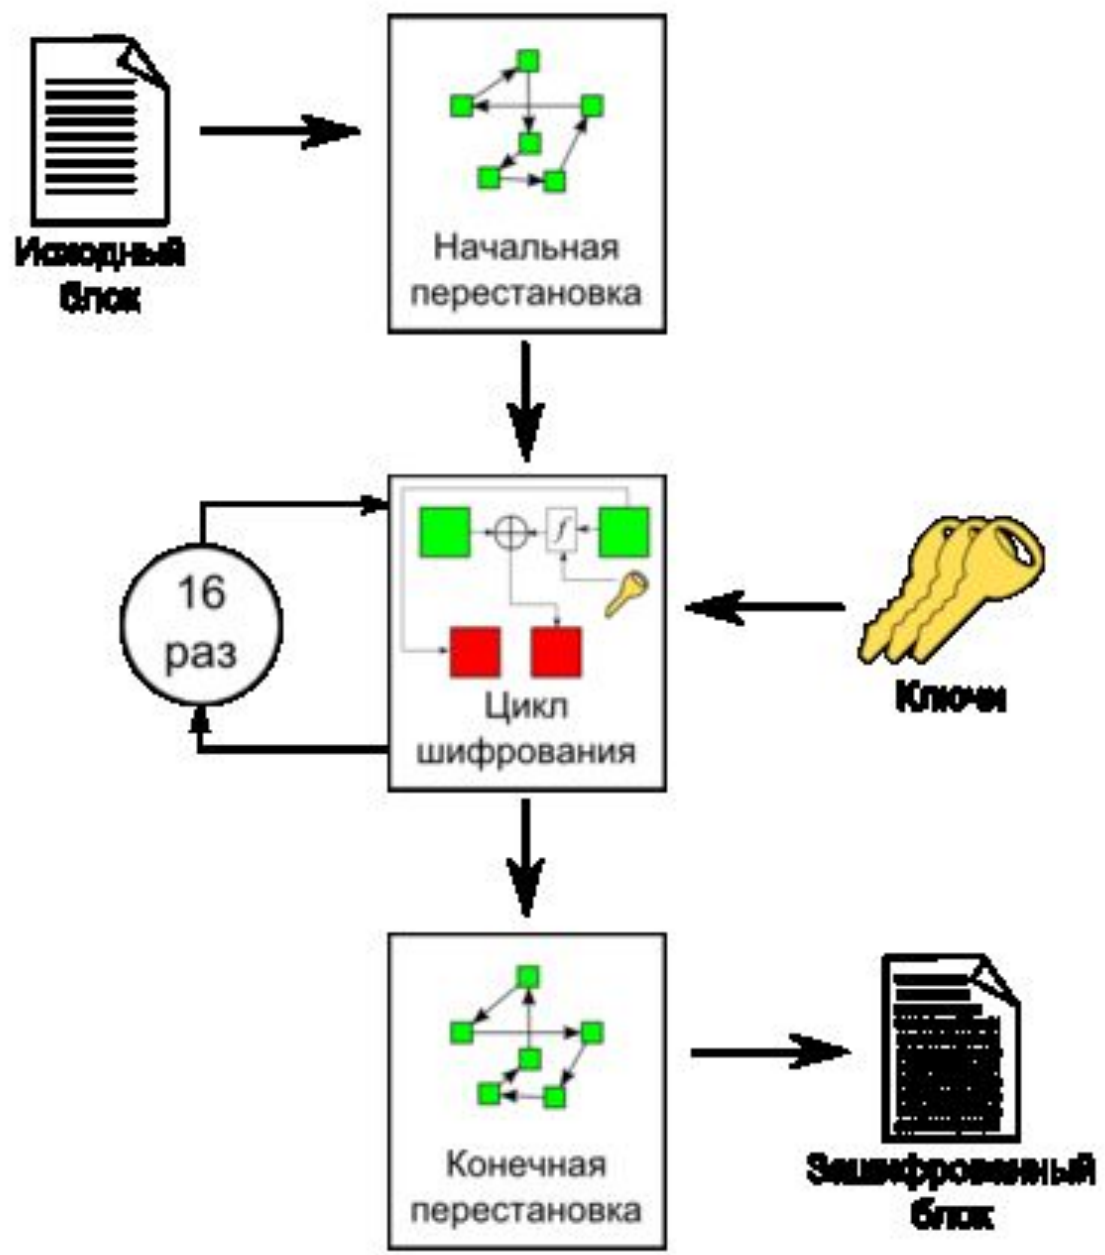 Исходный
блок
Начальная
перестановка
16
раз
f
Цикл
шифрования
Ключи
Конечная
перестановка
Зашифрованный
блок